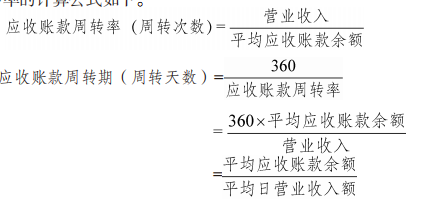 率的计算公式如下。
应收账款周转率(周转次数)=营业收入/平均应收账款余额
应收账款周转期(周转天数)=360/应收账款周转率
=360×平均应收账款余额/营业收入
=平均应收账款余额/平均日营业收入额